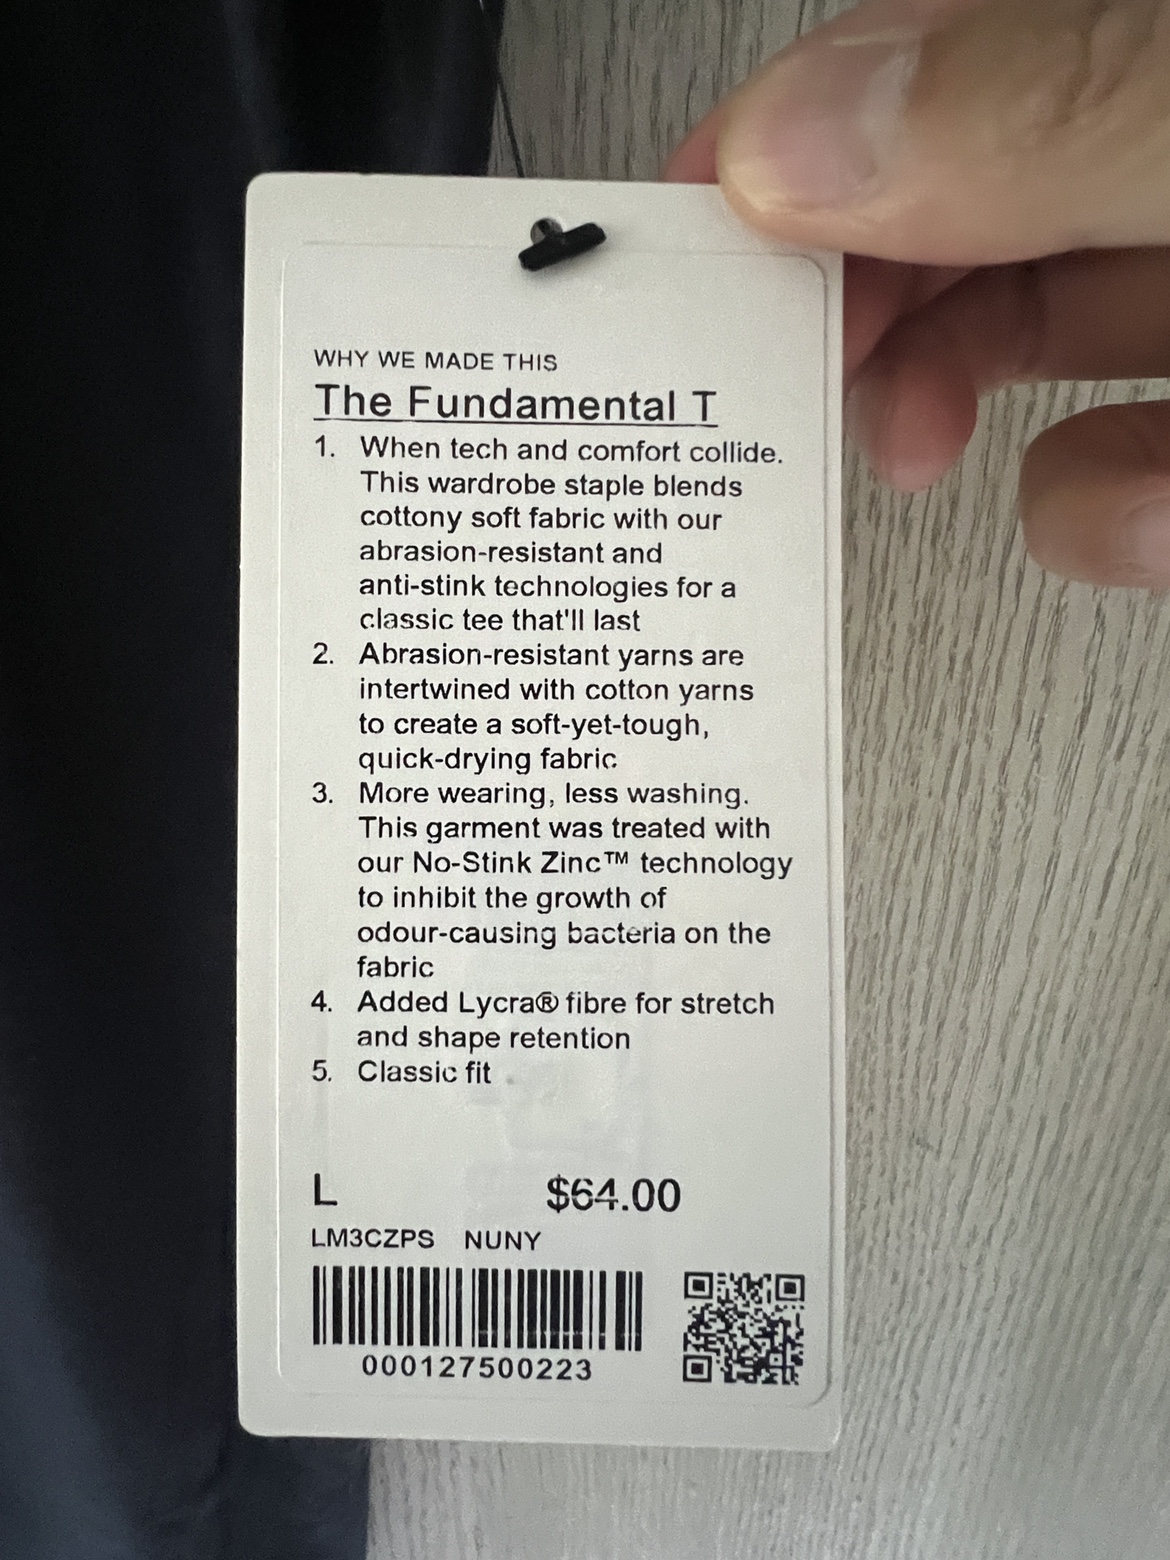 WHY WE MADE THIS
The Fundamental T
1. When tech and comfort collide.
This wardrobe staple blends
cottony soft fabric with our
abrasion-resistant and
anti-stink technologies for a
classic tee that'll last
2. Abrasion-resistant yarns are
intertwined with cotton yarns
to create a soft-yet-tough,
quick-drying fabric
3. More wearing, less washing.
This garment was treated with
our No-Stink Zinc™ technology
to inhibit the growth of
odour-causing bacteria on the
fabric
4. Added Lycra® fibre for stretch
and shape retention
5. Classic fit
L $64.00
LM3CZPS NUNY
000127500223